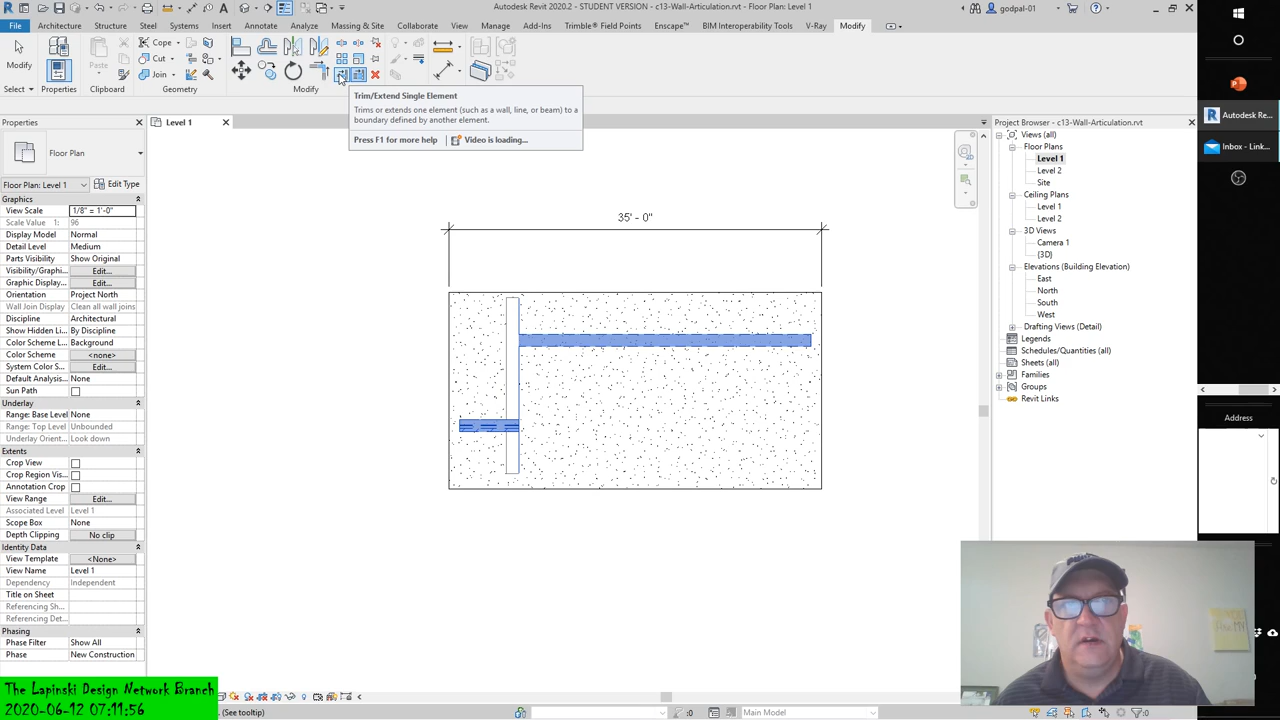 Autodesk Revit 2020.2 - STUDENT VERSION - c13-Wall-Articulation.rvt - Floor Plan: Level 1
godpal-01
File Architecture Structure Steel Systems Insert Annotate Analyze Massing & Site Collaborate View Manage Add-Ins Trimble® Field Points Enscape™ BIM Interoperability Tools V-Ray Modify
Modify
Paste
Cope
Cut
Join
Select Properties Clipboard Geometry Modify
Trim/Extend Single Element
Trims or extends one element (such as a wall, line, or beam) to a
boundary defined by another element.
Press F1 for more help Video is loading...
Properties
Level 1
Floor Plan
Floor Plan: Level 1
Edit Type
Graphics
View Scale 1/8" = 1'-0"
Scale Value 1: 96
Display Model Normal
Detail Level Medium
Parts Visibility Show Original
Visibility/Graphi... Edit...
Graphic Display... Edit...
Orientation Project North
Wall Join Display Clean all wall joins
Discipline Architectural
Show Hidden Li... By Discipline
Color Scheme L... Background
Color Scheme <none>
System Color S... Edit...
Default Analysis... None
Sun Path
Underlay
Range: Base Level None
Range: Top Level Unbounded
Underlay Orient... Look down
Extents
Crop View
Crop Region Vis...
Annotation Crop
View Range Edit...
Associated Level Level 1
Scope Box None
Depth Clipping No clip
Identity Data
View Template <None>
View Name Level 1
Dependency Independent
Title on Sheet
Referencing She...
Referencing Det...
Phasing
Phase Filter Show All
Phase New Construction
35' - 0"
Project Browser - c13-Wall-Articulation.rvt
Views (all)
Floor Plans
Level 1
Level 2
Site
Ceiling Plans
Level 1
Level 2
3D Views
Camera 1
{3D}
Elevations (Building Elevation)
East
North
South
West
Drafting Views (Detail)
Legends
Schedules/Quantities (all)
Sheets (all)
Families
Groups
Revit Links
Autodesk Re...
Inbox - Link...
Address
The Lapinski Design Network Branch
2020-06-12 07:11:56
(See tooltip)
:0
Main Model
:0